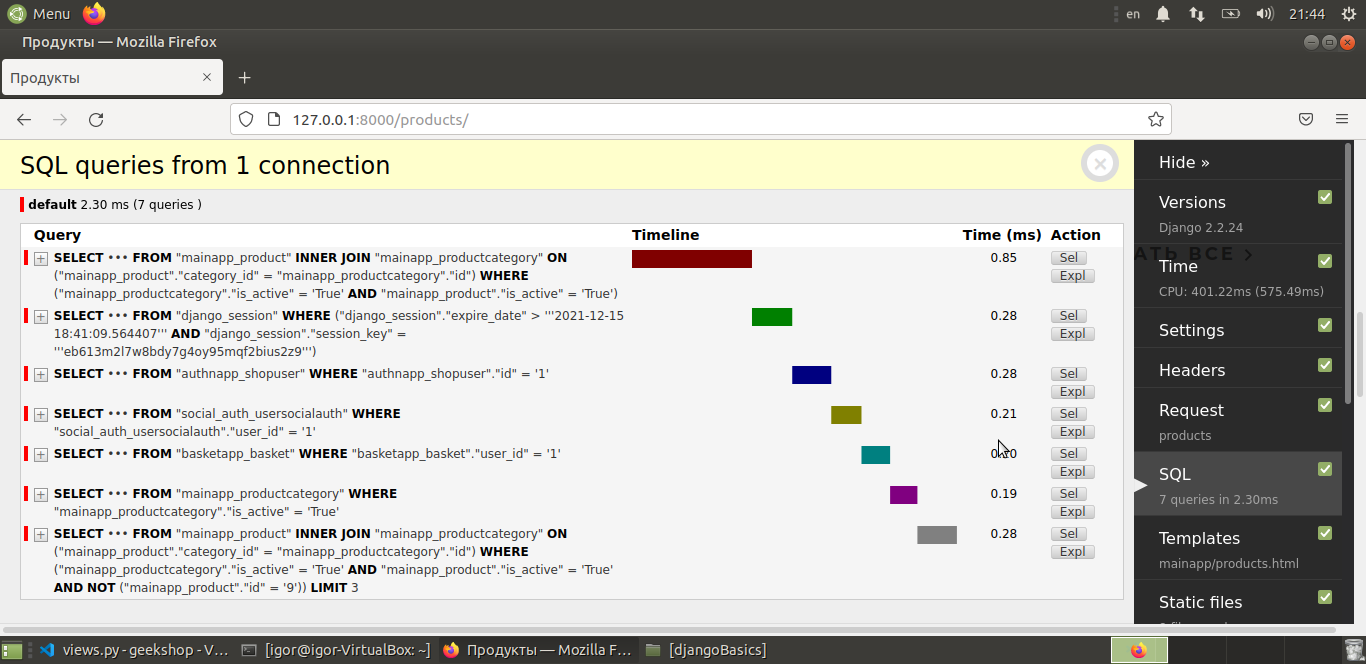 Menu
en
21:44
Продукты — Mozilla Firefox
Продукты
127.0.0.1:8000/products/
SQL queries from 1 connection
default 2.30 ms (7 queries )
Query Timeline Time (ms) Action
SELECT ••• FROM "mainapp_product" INNER JOIN "mainapp_productcategory" ON 0.85 Sel
("mainapp_product"."category_id" = "mainapp_productcategory"."id") WHERE Expl
("mainapp_productcategory"."is_active" = 'True' AND "mainapp_product"."is_active" = 'True')
SELECT ••• FROM "django_session" WHERE ("django_session"."expire_date" > '''2021-12-15 0.28 Sel
18:41:09.564407''' AND "django_session"."session_key" = Expl
'''eb613m2l7w8bdy7g4oy95mqf2bius2z9''')
SELECT ••• FROM "authnapp_shopuser" WHERE "authnapp_shopuser"."id" = '1' 0.28 Sel
Expl
SELECT ••• FROM "social_auth_usersocialauth" WHERE 0.21 Sel
"social_auth_usersocialauth"."user_id" = '1' Expl
SELECT ••• FROM "basketapp_basket" WHERE "basketapp_basket"."user_id" = '1' Sel
Expl
SELECT ••• FROM "mainapp_productcategory" WHERE 0.19 Sel
"mainapp_productcategory"."is_active" = 'True' Expl
SELECT ••• FROM "mainapp_product" INNER JOIN "mainapp_productcategory" ON 0.28 Sel
("mainapp_product"."category_id" = "mainapp_productcategory"."id") WHERE Expl
("mainapp_productcategory"."is_active" = 'True' AND "mainapp_product"."is_active" = 'True'
AND NOT ("mainapp_product"."id" = '9')) LIMIT 3
Hide »
Versions
Django 2.2.24
АТЬ ВСЕ >
Time
CPU: 401.22ms (575.49ms)
Settings
Headers
Request
products
SQL
7 queries in 2.30ms
Templates
mainapp/products.html
Static files
views.py - geekshop - V...
[igor@igor-VirtualBox: ~]
Продукты — Mozilla F...
[djangoBasics]